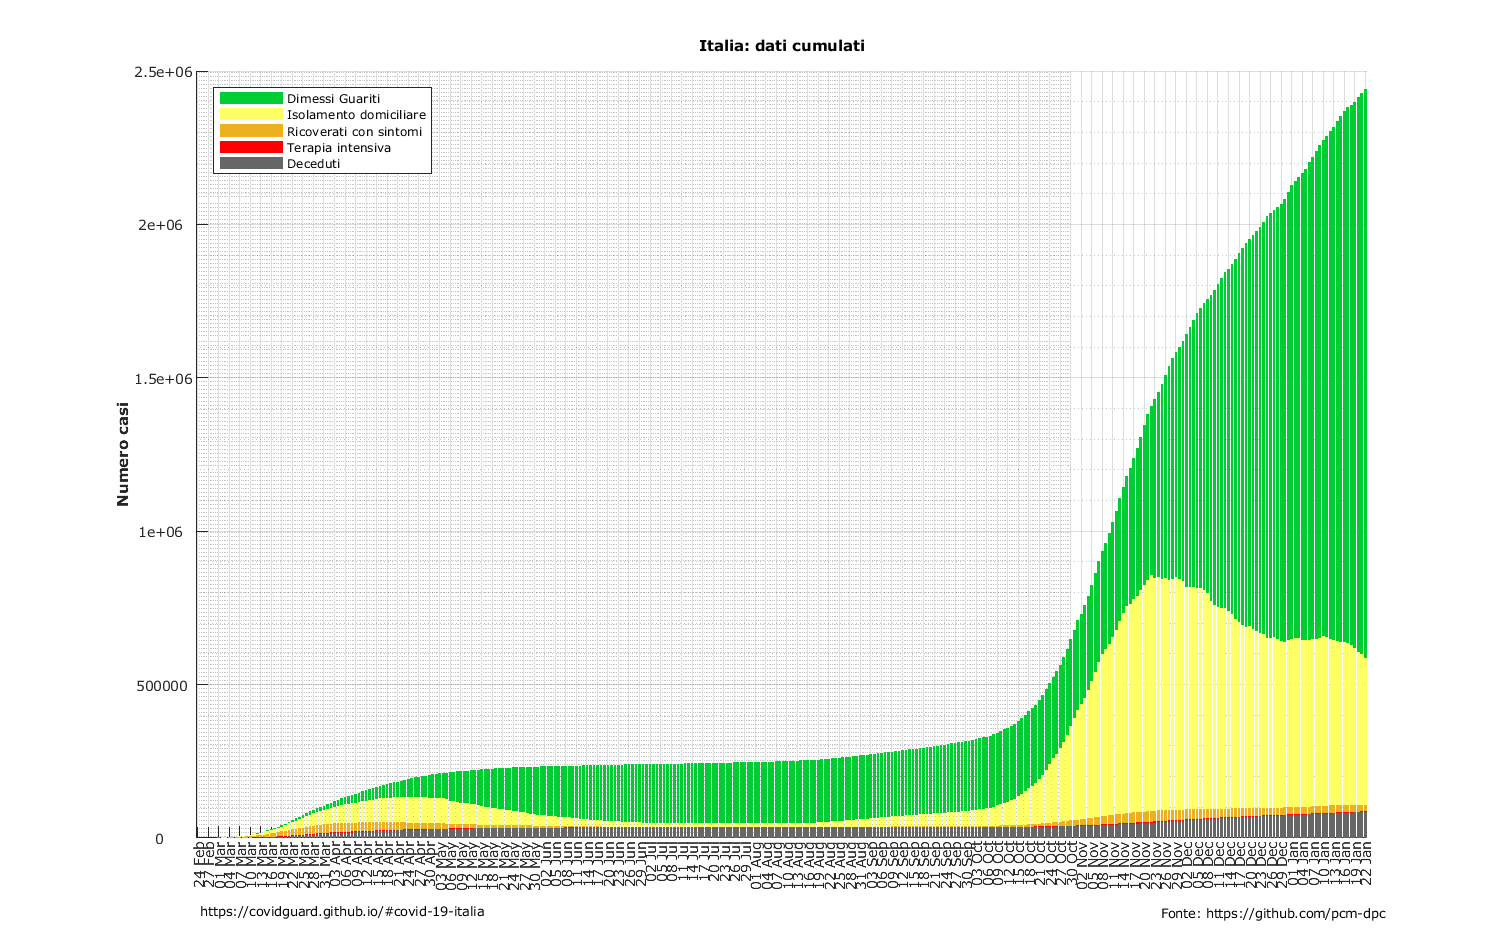 Italia: dati cumulati
2.5e+06
2e+06
1.5e+06
1e+06
500000
0
Numero casi
Dimessi Guariti
Isolamento domiciliare
Ricoverati con sintomi
Terapia intensiva
Deceduti
24 Feb
27 Feb
01 Mar
04 Mar
07 Mar
10 Mar
13 Mar
16 Mar
19 Mar
22 Mar
25 Mar
28 Mar
31 Mar
03 Apr
06 Apr
09 Apr
12 Apr
15 Apr
18 Apr
21 Apr
24 Apr
27 Apr
30 Apr
03 May
06 May
09 May
12 May
15 May
18 May
21 May
24 May
27 May
30 May
02 Jun
05 Jun
08 Jun
11 Jun
14 Jun
17 Jun
20 Jun
23 Jun
26 Jun
29 Jun
02 Jul
05 Jul
08 Jul
11 Jul
14 Jul
17 Jul
20 Jul
23 Jul
26 Jul
29 Jul
01 Aug
04 Aug
07 Aug
10 Aug
13 Aug
16 Aug
19 Aug
22 Aug
25 Aug
28 Aug
31 Aug
03 Sep
06 Sep
09 Sep
12 Sep
15 Sep
18 Sep
21 Sep
24 Sep
27 Sep
30 Sep
03 Oct
06 Oct
09 Oct
12 Oct
15 Oct
18 Oct
21 Oct
24 Oct
27 Oct
30 Oct
02 Nov
05 Nov
08 Nov
11 Nov
14 Nov
17 Nov
20 Nov
23 Nov
26 Nov
29 Nov
02 Dec
05 Dec
08 Dec
11 Dec
14 Dec
17 Dec
20 Dec
23 Dec
26 Dec
29 Dec
01 Jan
04 Jan
07 Jan
10 Jan
13 Jan
16 Jan
19 Jan
22 Jan
https://covidguard.github.io/#covid-19-italia
Fonte: https://github.com/pcm-dpc